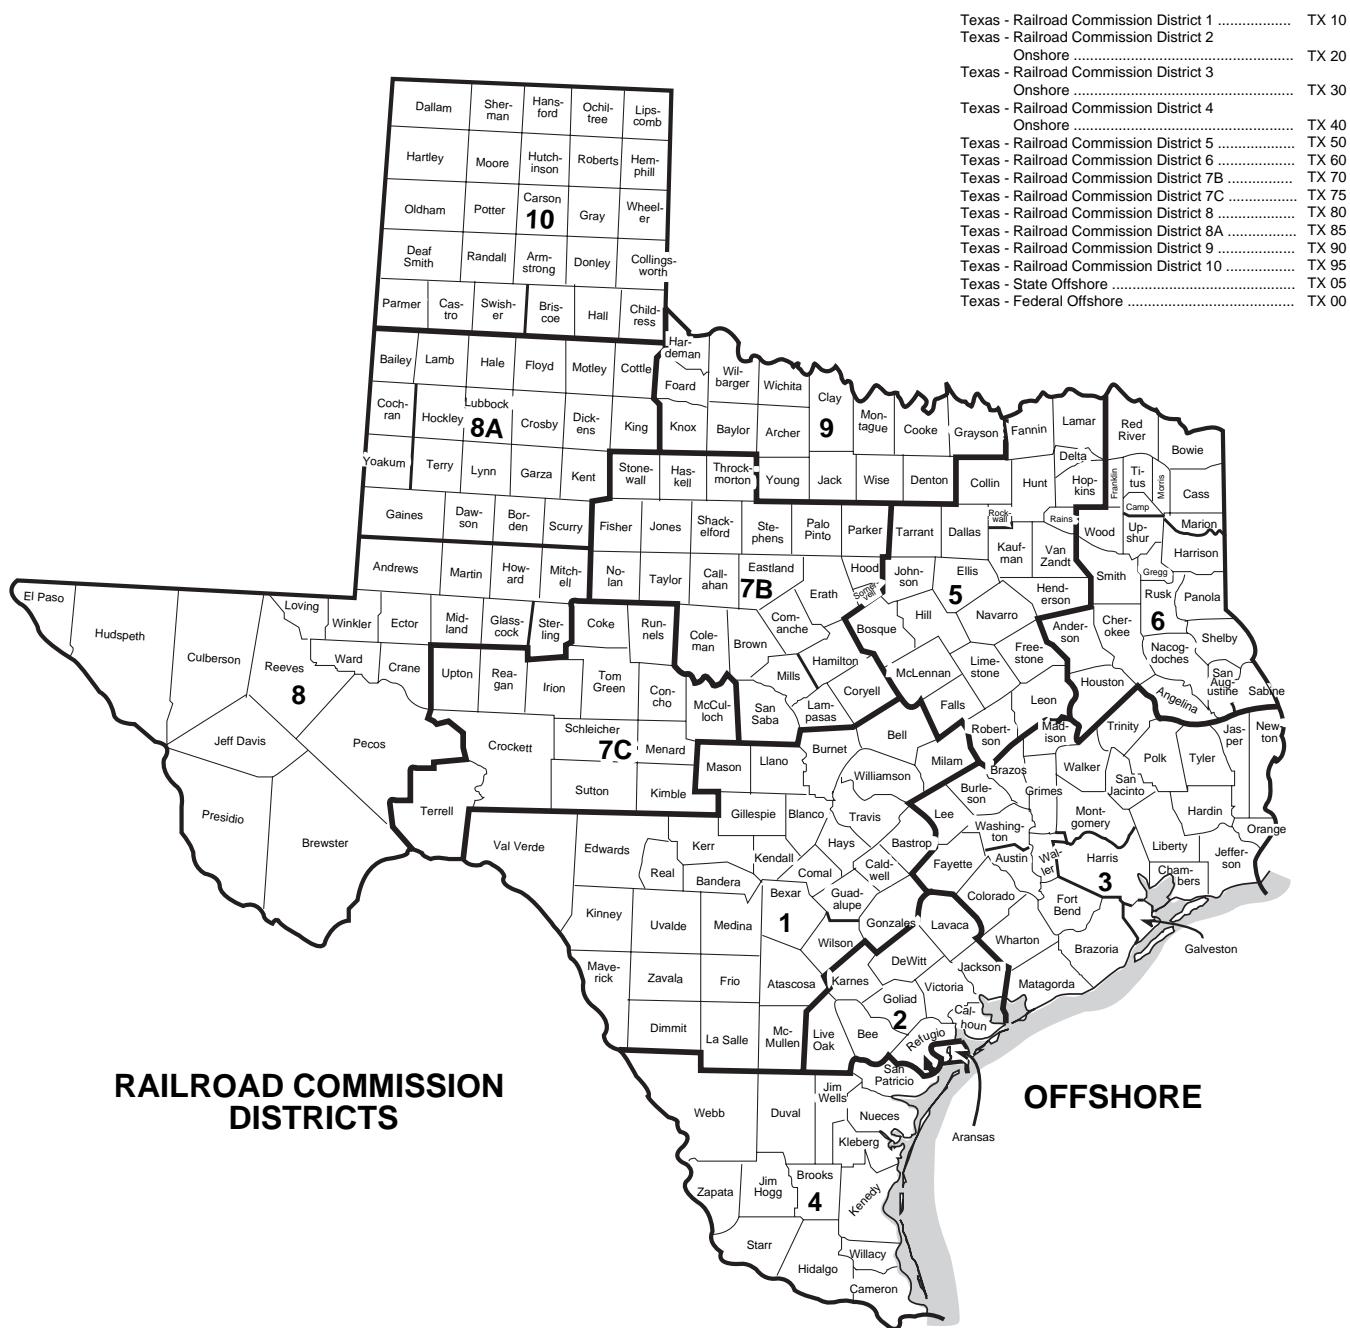 Texas - Railroad Commission District 1 .................. TX 10
Texas - Railroad Commission District 2
Onshore ...................................................... TX 20
Texas - Railroad Commission District 3
Onshore ...................................................... TX 30
Texas - Railroad Commission District 4
Onshore ...................................................... TX 40
Texas - Railroad Commission District 5 ................... TX 50
Texas - Railroad Commission District 6 ................... TX 60
Texas - Railroad Commission District 7B ................ TX 70
Texas - Railroad Commission District 7C ................. TX 75
Texas - Railroad Commission District 8 ................... TX 80
Texas - Railroad Commission District 8A ................. TX 85
Texas - Railroad Commission District 9 ................... TX 90
Texas - Railroad Commission District 10 ................. TX 95
Texas - State Offshore ............................................. TX 05
Texas - Federal Offshore ......................................... TX 00
Dallam
Sher-
man
Hans-
ford
Ochil-
tree
Lips-
comb
Hartley
Moore
Hutch-
inson
Roberts
Hem-
phill
Oldham
Potter
Carson
10
Gray
Wheel-
er
Deaf
Smith
Randall
Arm-
strong
Donley
Collings-
worth
Parmer
Cas-
tro
Swish-
er
Bris-
coe
Hall
Child-
ress
Bailey
Lamb
Hale
Floyd
Motley
Cottle
Har-
deman
Foard
Wil-
barger
Wichita
Clay
9
Mon-
tague
Cooke
Grayson
Fannin
Lamar
Red
River
Bowie
Coch-
ran
Hockley
Lubbock
8A
Crosby
Dick-
ens
King
Knox
Baylor
Archer
Delta
Yoakum
Terry
Lynn
Garza
Kent
Stone-
wall
Has-
kell
Throck-
morton
Young
Jack
Wise
Denton
Collin
Hunt
Hop-
kins
Franklin
Ti-
tus
Morris
Camp
Cass
Gaines
Daw-
son
Bor-
den
Scurry
Fisher
Jones
Shack-
elford
Ste-
phens
Palo
Pinto
Parker
Tarrant
Dallas
Rock-
wall
Rains
Wood
Up-
shur
Marion
Harrison
Andrews
Martin
How-
ard
Mitch-
ell
No-
lan
Taylor
Call-
ahan
Eastland
7B
Erath
Hood
Somer-
vell
John-
son
Ellis
5
Kauf-
man
Van
Zandt
Smith
Gregg
Rusk
6
Panola
El Paso
Hudspeth
Culberson
Loving
Winkler
Ector
Mid-
land
Glass-
cock
Ster-
ling
Coke
Run-
nels
Cole-
man
Brown
Com-
anche
Bosque
Hill
Navarro
Hend-
erson
Ander-
son
Cher-
okee
Shelby
Reeves
8
Ward
Crane
Upton
Rea-
gan
Irion
Tom
Green
Con-
cho
McCul-
loch
Mills
Hamilton
Coryell
McLennan
Lime-
stone
Free-
stone
Houston
Nacog-
doches
San
Aug-
ustine
Sabine
Angelina
San
Saba
Lam-
pasas
Falls
Leon
Jeff Davis
Pecos
Crockett
Schleicher
7C
Menard
Mason
Llano
Burnet
Bell
Robert-
son
Mad-
ison
Trinity
Jas-
per
New-
ton
Polk
Tyler
Presidio
Brewster
Terrell
Sutton
Kimble
Williamson
Milam
Brazos
Walker
San
Jacinto
Burle-
son
Grimes
Hardin
Gillespie
Blanco
Travis
Lee
Washing-
ton
Mont-
gomery
Orange
Val Verde
Edwards
Kerr
Real
Bandera
Kendall
Hays
Bastrop
Comal
Cald-
well
Fayette
Austin
Wal-
ler
Harris
3
Liberty
Cham-
bers
Jeffer-
son
Kinney
Uvalde
Medina
Bexar
1
Guad-
alupe
Gonzales
Wilson
Lavaca
Colorado
Fort
Bend
Wharton
Brazoria
Galveston
Mave-
rick
Zavala
Frio
Atascosa
Karnes
DeWitt
Jackson
Matagorda
Victoria
Goliad
2
Cal-
houn
Dimmit
La Salle
Mc-
Mullen
Live
Oak
Bee
Refugio
RAILROAD COMMISSION
DISTRICTS
OFFSHORE
San
Patricio
Webb
Duval
Jim
Wells
Nueces
Aransas
Kleberg
Zapata
Jim
Hogg
Brooks
4
Kenedy
Starr
Hidalgo
Willacy
Cameron